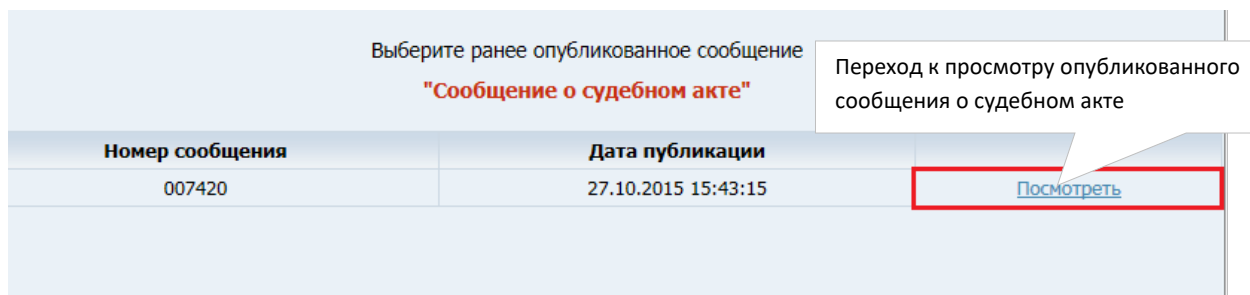 Выберите ранее опубликованное сообщение
"Сообщение о судебном акте"
Переход к просмотру опубликованного
сообщения о судебном акте
Номер сообщения Дата публикации
007420 27.10.2015 15:43:15 Посмотреть